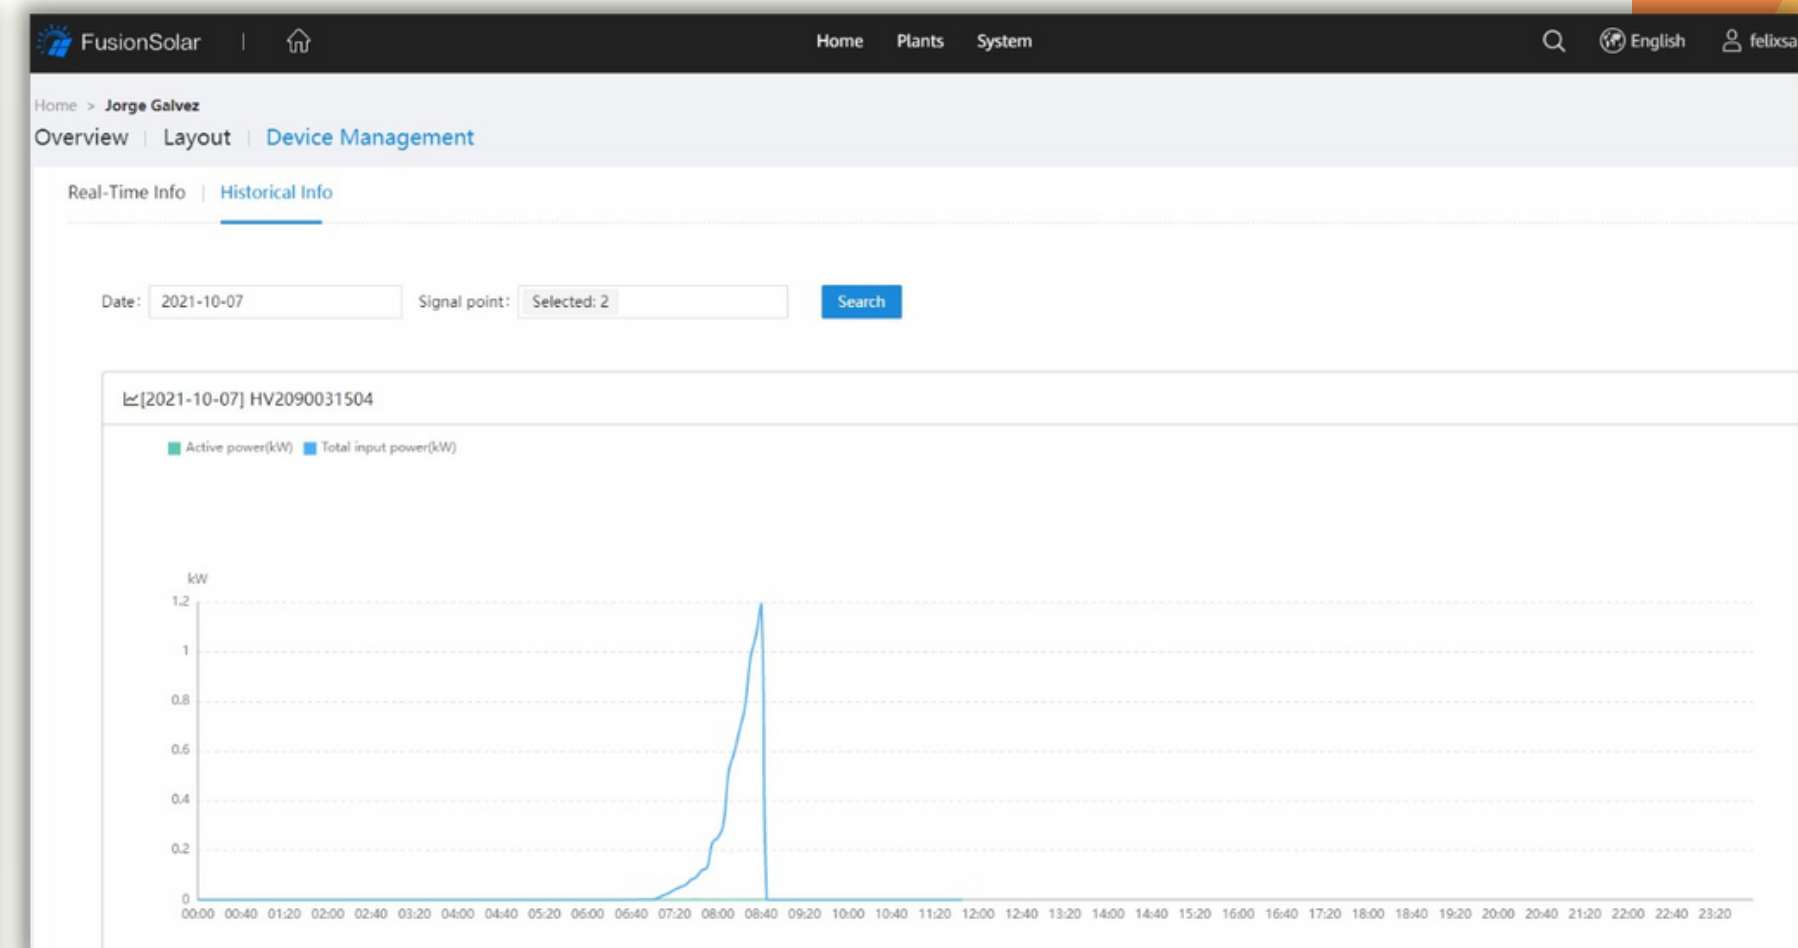 FusionSolar | Home Plants System English felixsa
Home > Jorge Galvez
Overview | Layout | Device Management
Real-Time Info | Historical Info
Date: 2021-10-07 Signal point: Selected: 2 Search
[2021-10-07] HV2090031504
Active power(kW) Total input power(kW)
kW
1.2
1
0.8
0.6
0.4
0.2
0
00:00 00:40 01:20 02:00 02:40 03:20 04:00 04:40 05:20 06:00 06:40 07:20 08:00 08:40 09:20 10:00 10:40 11:20 12:00 12:40 13:20 14:00 14:40 15:20 16:00 16:40 17:20 18:00 18:40 19:20 20:00 20:40 21:20 22:00 22:40 23:20